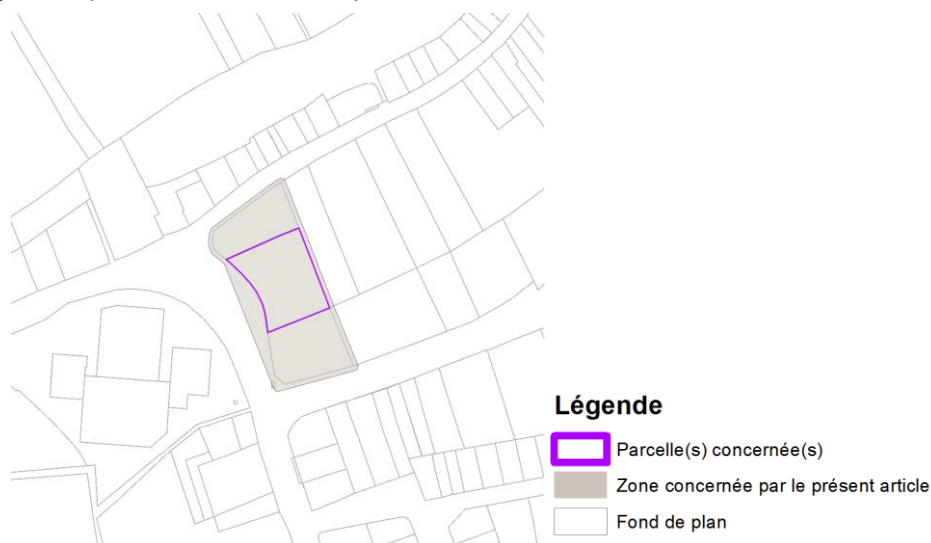 Légende
Parcelle(s) concernée(s)
Zone concernée par le présent article
Fond de plan